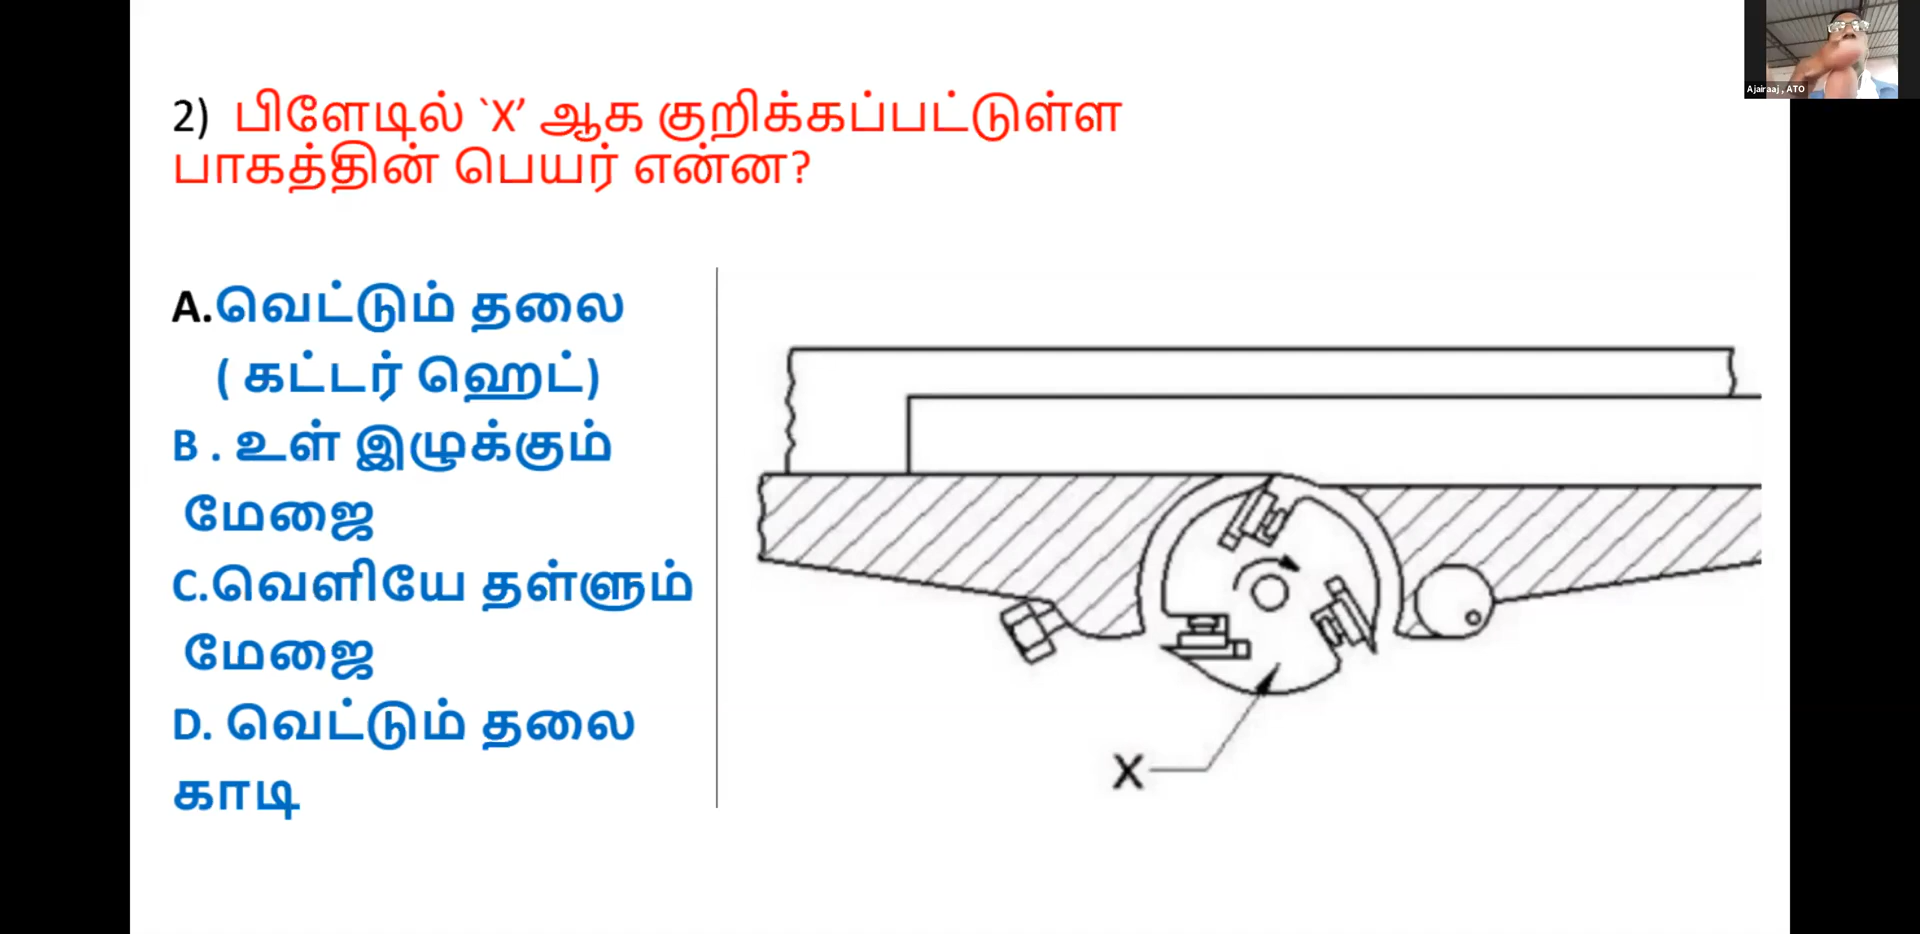 2) பிளேடில் `X’ ஆக குறிக்கப்பட்டுள்ள
பாகத்தின் பெயர் என்ன?
A.வெட்டும் தலை
( கட்டர் ஹெட்)
B . உள் இழுக்கும்
மேஜை
C.வெளியே தள்ளும்
மேஜை
D. வெட்டும் தலை
காடி
X
Ajairaaj , ATO